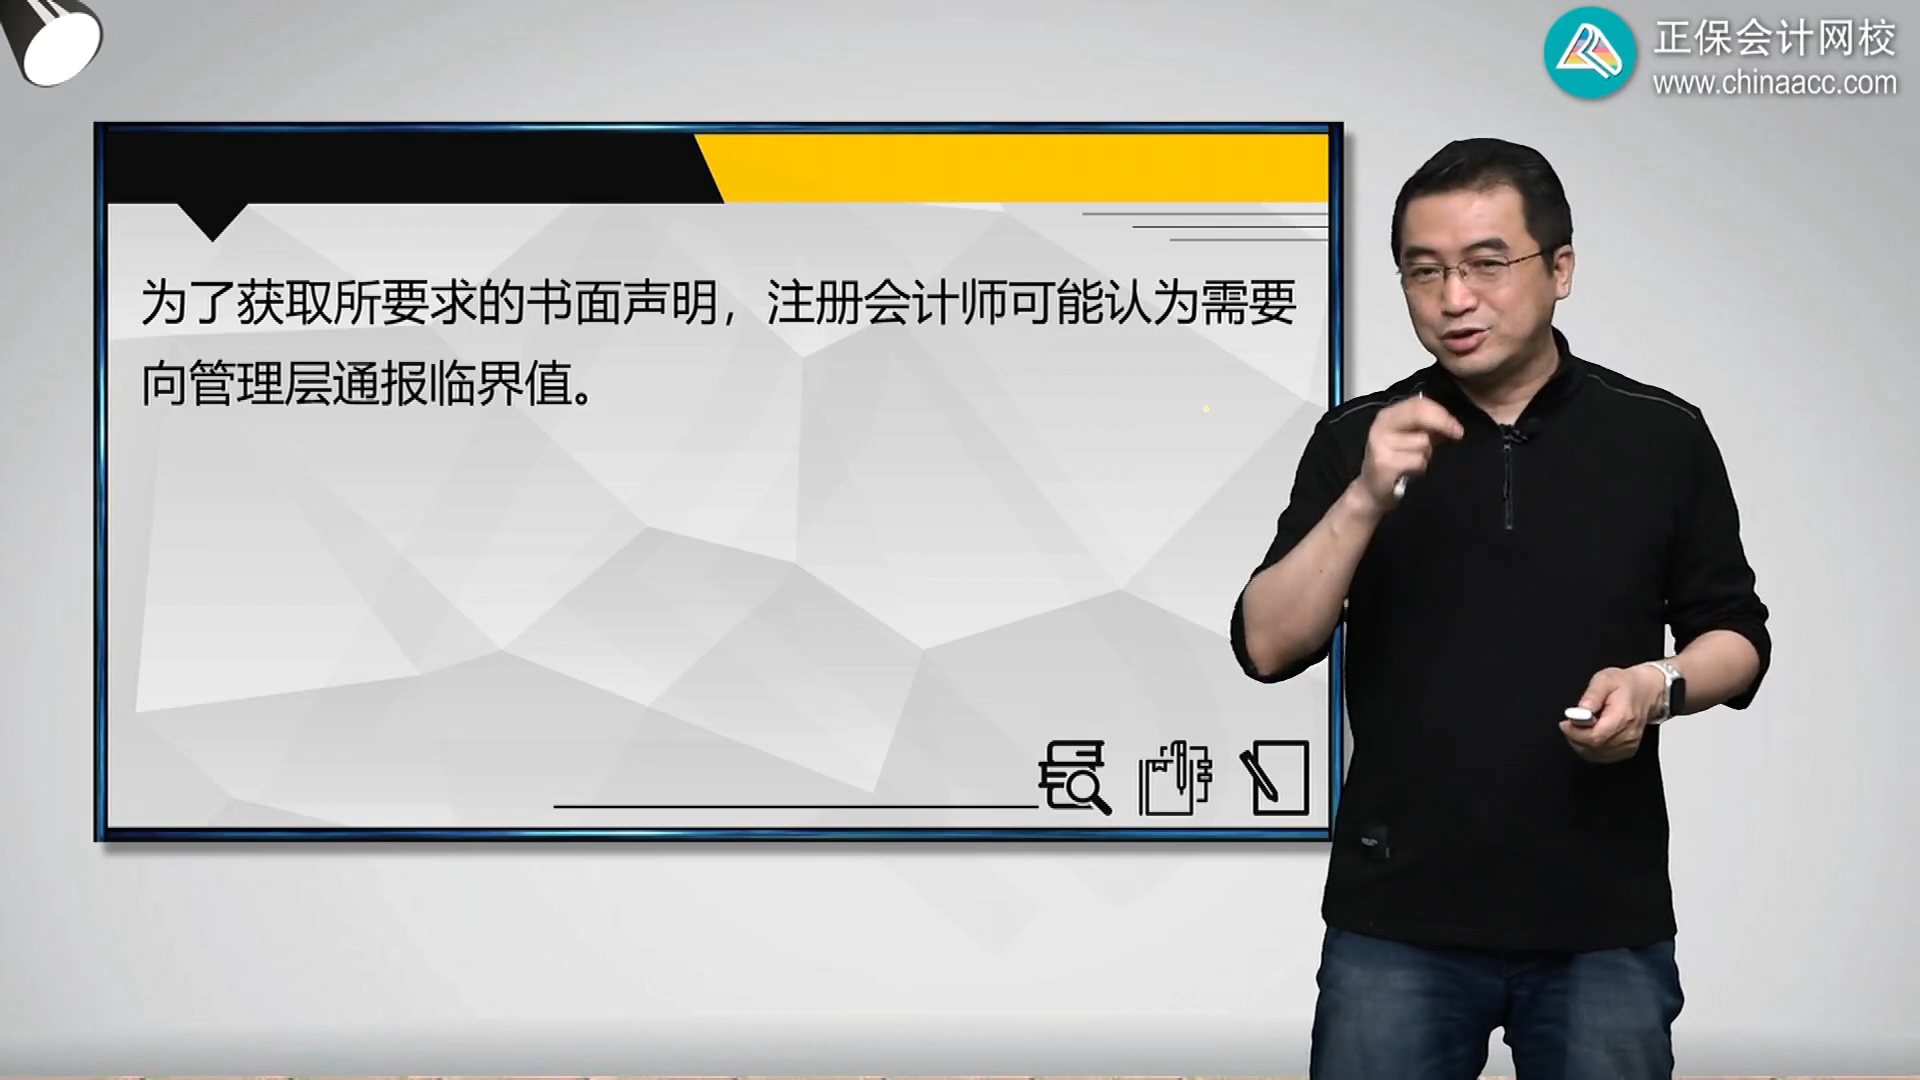 正保会计网校
www.chinaacc.com
为了获取所要求的书面声明，注册会计师可能认为需要
向管理层通报临界值。